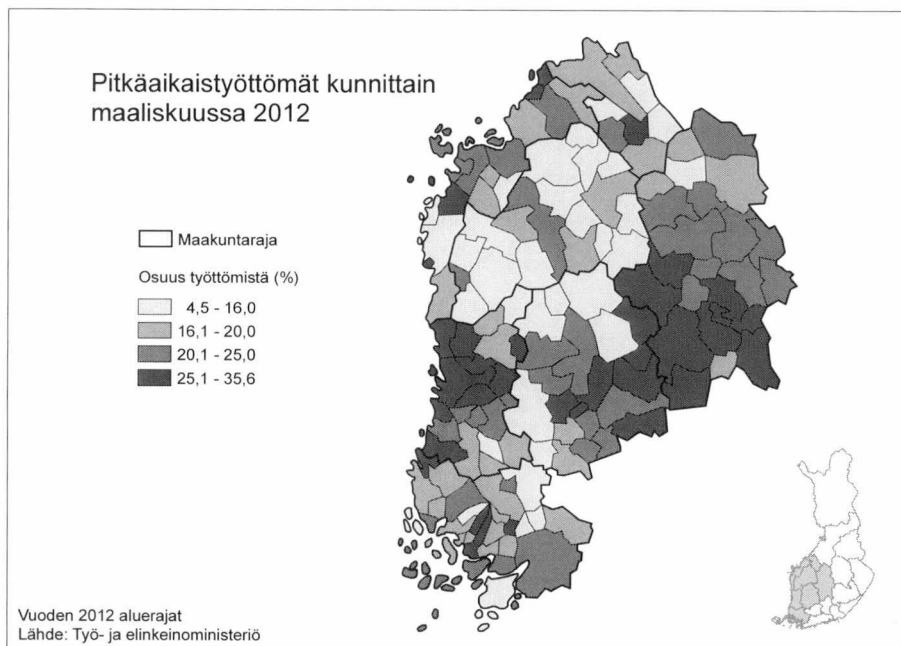 Pitkäaikaistyöttömät kunnittain
maaliskuussa 2012
Maakuntaraja
Osuus työttömistä (%)
4,5 - 16,0
16,1 - 20,0
20,1 - 25,0
25,1 - 35,6
Vuoden 2012 aluerajat
Lähde: Työ- ja elinkeinoministeriö